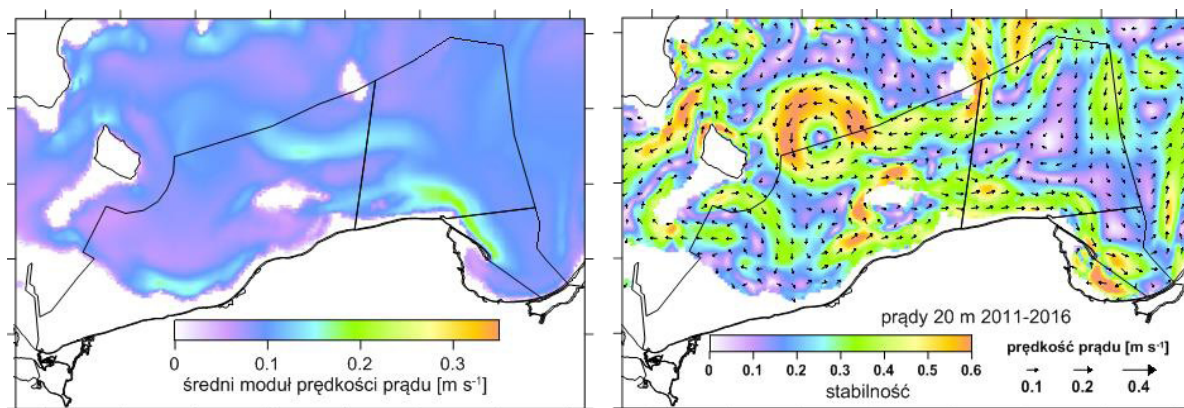 0 0.1 0.2 0.3
średni moduł prędkości prądu [m s⁻¹]
prądy 20 m 2011-2016
0 0.1 0.2 0.3 0.4 0.5 0.6
stabilność
prędkość prądu [m s⁻¹]
0.1 0.2 0.4